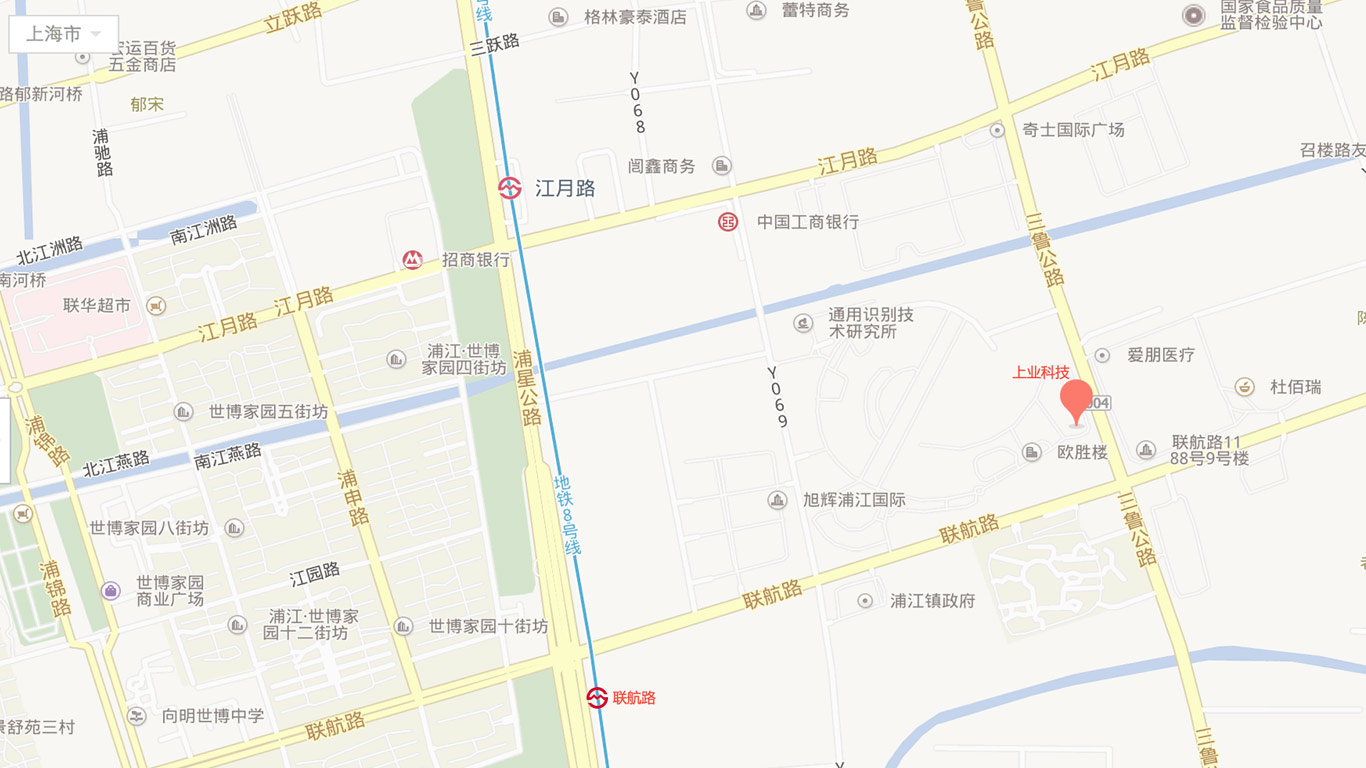 上海市
立跃路
8号线
三跃路
格林豪泰酒店
蕾特商务
三鲁公路
国家食品质量
监督检验中心
宏运百货
五金商店
路郁新河桥
郁宋
浦驰路
Y068
江月路
奇士国际广场
召楼路友
闿鑫商务
江月路
江月路
中国工商银行
南江洲路
北江洲路
南河桥
招商银行
三鲁公路
联华超市
江月路
江月路
通用识别技
术研究所
浦江·世博
家园四街坊
浦星公路
爱朋医疗
上业科技
杜佰瑞
Y069
004
世博家园五街坊
浦锦路
北江燕路
南江燕路
欧胜楼
联航路11
88号9号楼
浦申路
地铁8号线
旭辉浦江国际
世博家园八街坊
联航路
三鲁公路
江园路
浦锦路
世博家园
商业广场
联航路
浦江镇政府
浦江·世博家
园十二街坊
世博家园十街坊
联航路
向明世博中学
景舒苑三村
联航路
三鲁
Y